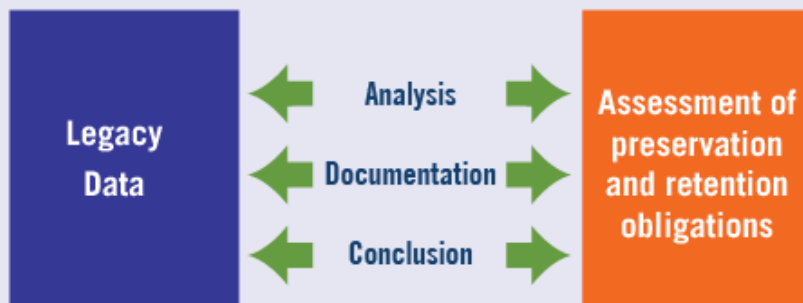 Legacy
Data
Analysis
Documentation
Conclusion
Assessment of
preservation
and retention
obligations